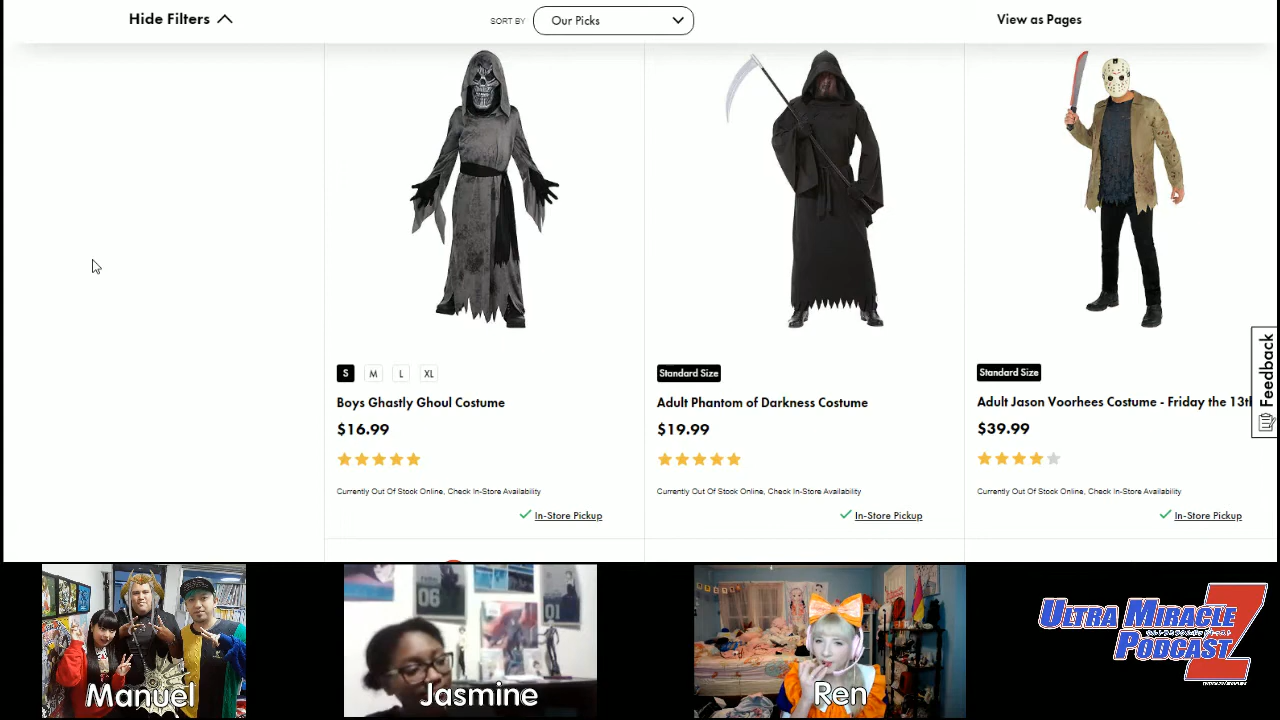 Hide Filters
SORT BY
Our Picks
View as Pages
S M L XL
Boys Ghastly Ghoul Costume
$16.99
Currently Out Of Stock Online, Check In-Store Availability
In-Store Pickup
Standard Size
Adult Phantom of Darkness Costume
$19.99
Currently Out Of Stock Online, Check In-Store Availability
In-Store Pickup
Standard Size
Adult Jason Voorhees Costume - Friday the 13th
$39.99
Currently Out Of Stock Online, Check In-Store Availability
In-Store Pickup
Feedback
06
01
Manuel
Jasmine
Ren
ULTRA MIRACLE
PODCAST
Z